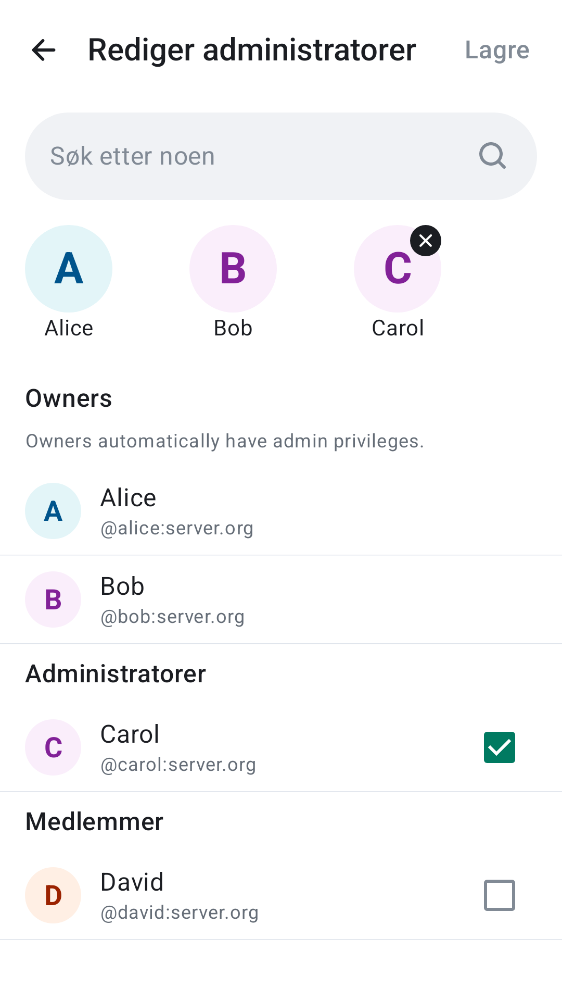 Rediger administratorer
Lagre
Søk etter noen
A
B
C
Alice
Bob
Carol
Owners
Owners automatically have admin privileges.
A
Alice
@alice:server.org
B
Bob
@bob:server.org
Administratorer
C
Carol
@carol:server.org
Medlemmer
D
David
@david:server.org